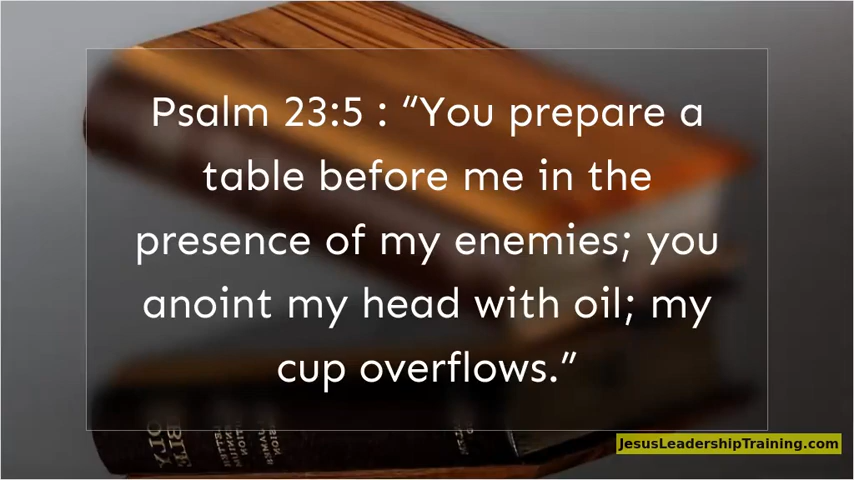 Psalm 23:5 : “You prepare a
table before me in the
presence of my enemies; you
anoint my head with oil; my
cup overflows.”
JesusLeadershipTraining.com